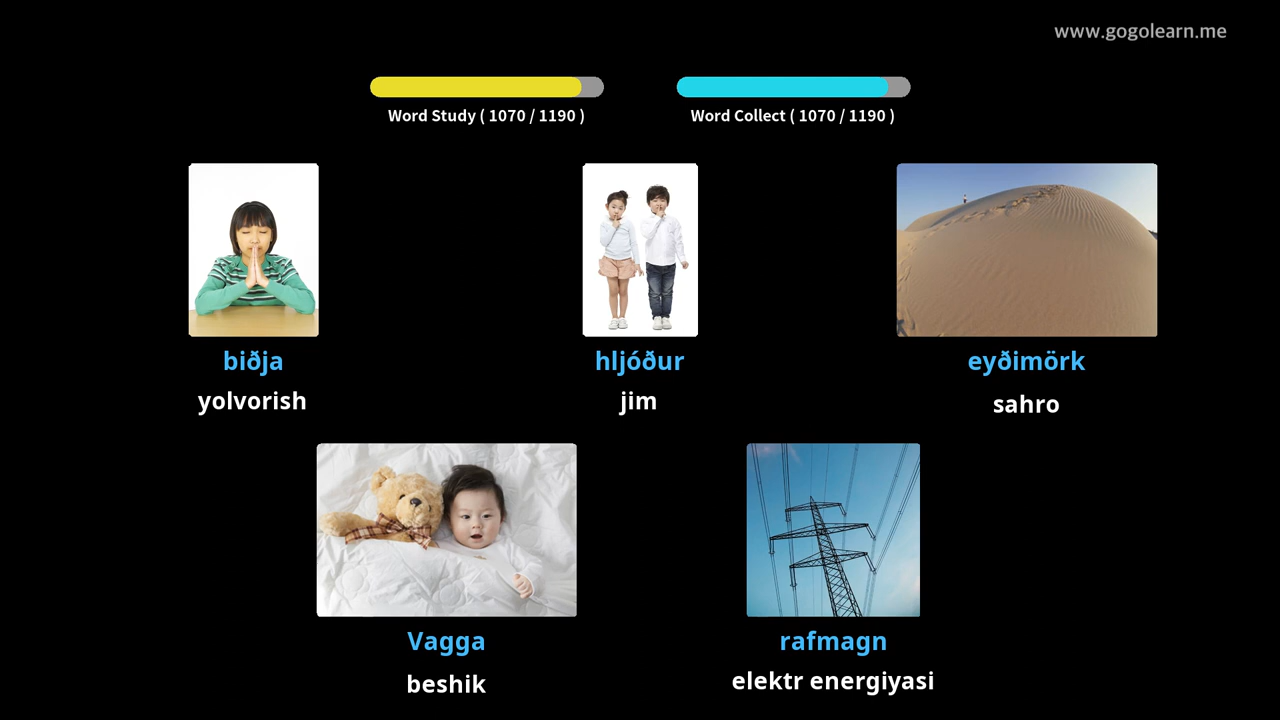 www.gogolearn.me
Word Study ( 1070 / 1190 )
Word Collect ( 1070 / 1190 )
biðja
hljóður
eyðimörk
yolvorish
jim
sahro
Vagga
rafmagn
beshik
elektr energiyasi